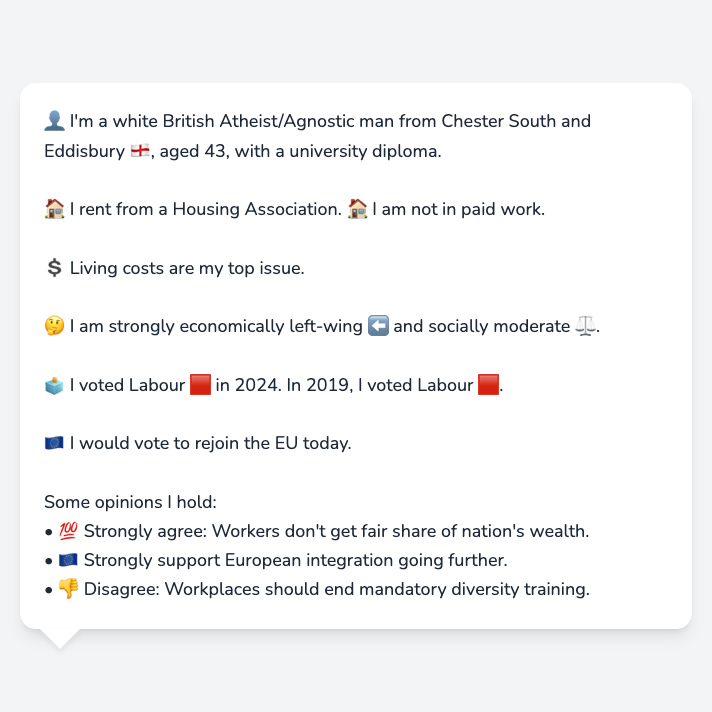 👤 I'm a white British Atheist/Agnostic man from Chester South and
Eddisbury 🏴󠁧󠁢󠁥󠁮󠁧󠁿, aged 43, with a university diploma.
🏠 I rent from a Housing Association. 🏠 I am not in paid work.
💲 Living costs are my top issue.
🤔 I am strongly economically left-wing ⬅️ and socially moderate ⚖️.
🗳️ I voted Labour 🟥 in 2024. In 2019, I voted Labour 🟥.
🇪🇺 I would vote to rejoin the EU today.
Some opinions I hold:
• 💯 Strongly agree: Workers don't get fair share of nation's wealth.
• 🇪🇺 Strongly support European integration going further.
• 👎 Disagree: Workplaces should end mandatory diversity training.